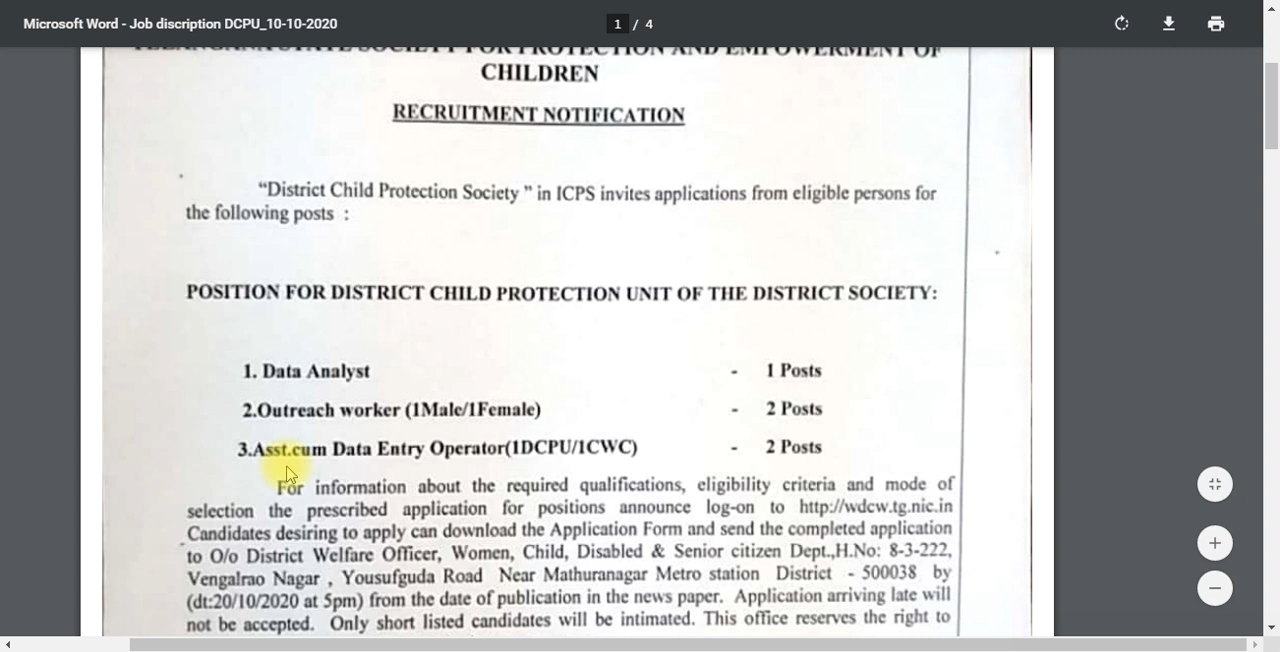 Microsoft Word - Job discription DCPU_10-10-2020
1 / 4
TELANGANA STATE SOCIETY FOR PROTECTION AND EMPOWERMENT OF
CHILDREN
RECRUITMENT NOTIFICATION
“District Child Protection Society ” in ICPS invites applications from eligible persons for
the following posts :
POSITION FOR DISTRICT CHILD PROTECTION UNIT OF THE DISTRICT SOCIETY:
1. Data Analyst - 1 Posts
2.Outreach worker (1Male/1Female) - 2 Posts
3.Asst.cum Data Entry Operator(1DCPU/1CWC) - 2 Posts
For information about the required qualifications, eligibility criteria and mode of
selection the prescribed application for positions announce log-on to http://wdcw.tg.nic.in
Candidates desiring to apply can download the Application Form and send the completed application
to O/o District Welfare Officer, Women, Child, Disabled & Senior citizen Dept.,H.No: 8-3-222,
Vengalrao Nagar , Yousufguda Road Near Mathuranagar Metro station District - 500038 by
(dt:20/10/2020 at 5pm) from the date of publication in the news paper. Application arriving late will
not be accepted. Only short listed candidates will be intimated. This office reserves the right to